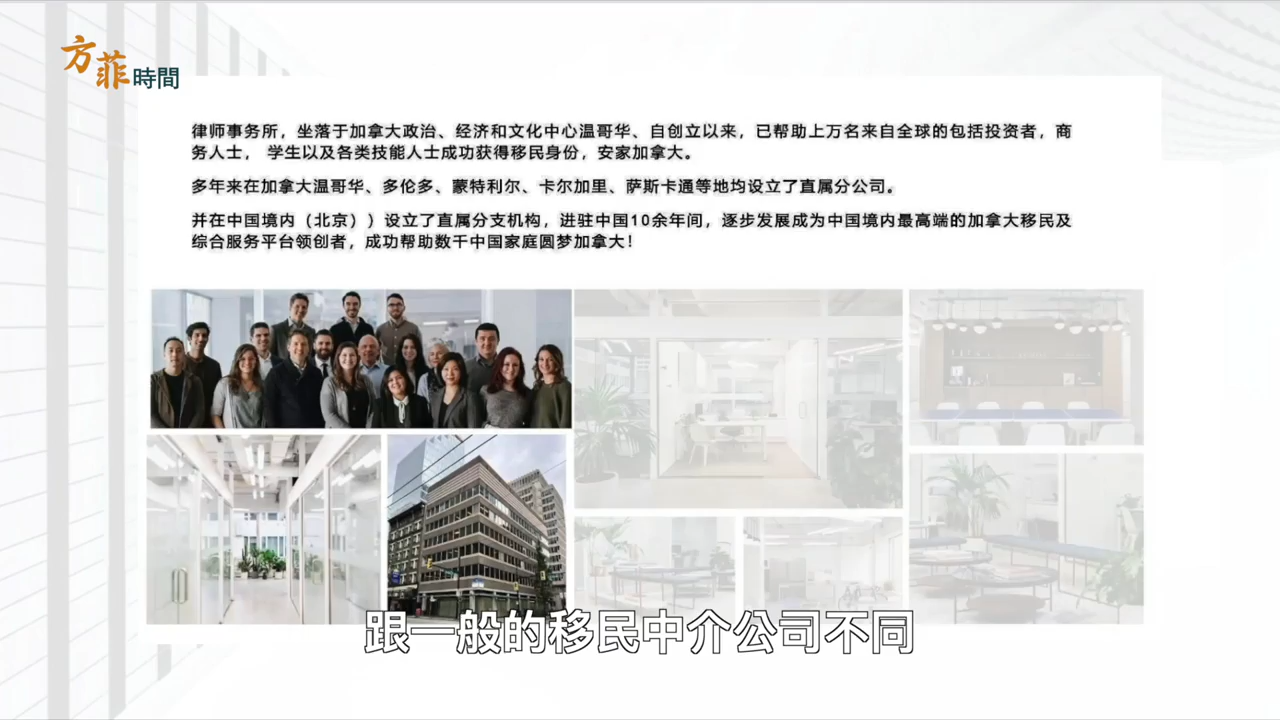 方菲時間
律师事务所，坐落于加拿大政治、经济和文化中心温哥华、自创立以来，已帮助上万名来自全球的包括投资者，商
务人士， 学生以及各类技能人士成功获得移民身份，安家加拿大。
多年来在加拿大温哥华、多伦多、蒙特利尔、卡尔加里、萨斯卡通等地均设立了直属分公司。
并在中国境内（北京））设立了直属分支机构，进驻中国10余年间，逐步发展成为中国境内最高端的加拿大移民及
综合服务平台领创者，成功帮助数千中国家庭圆梦加拿大！
跟一般的移民中介公司不同